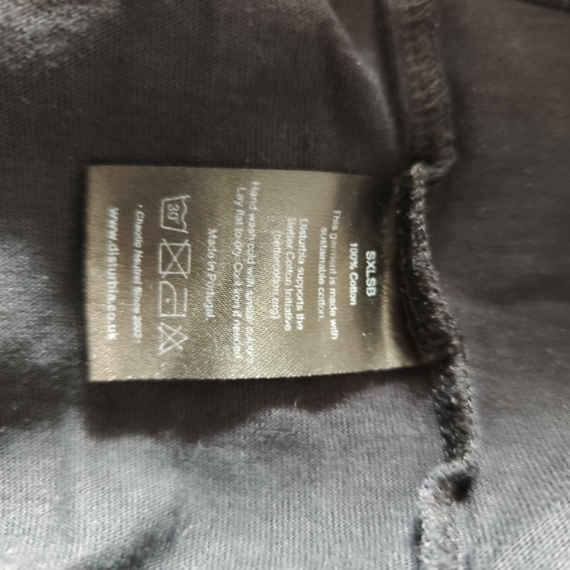 SXLSB
100% Cotton
This garment is made with
sustainable cotton.
Disturbia supports the
Better Cotton Initiative
(bettercotton.org)
Hand wash cold with similar colours
Lay flat to dry. Cool iron if needed
Made in Portugal.
30°
• Climate Neutral Since 2007 •
www.disturbia.co.uk